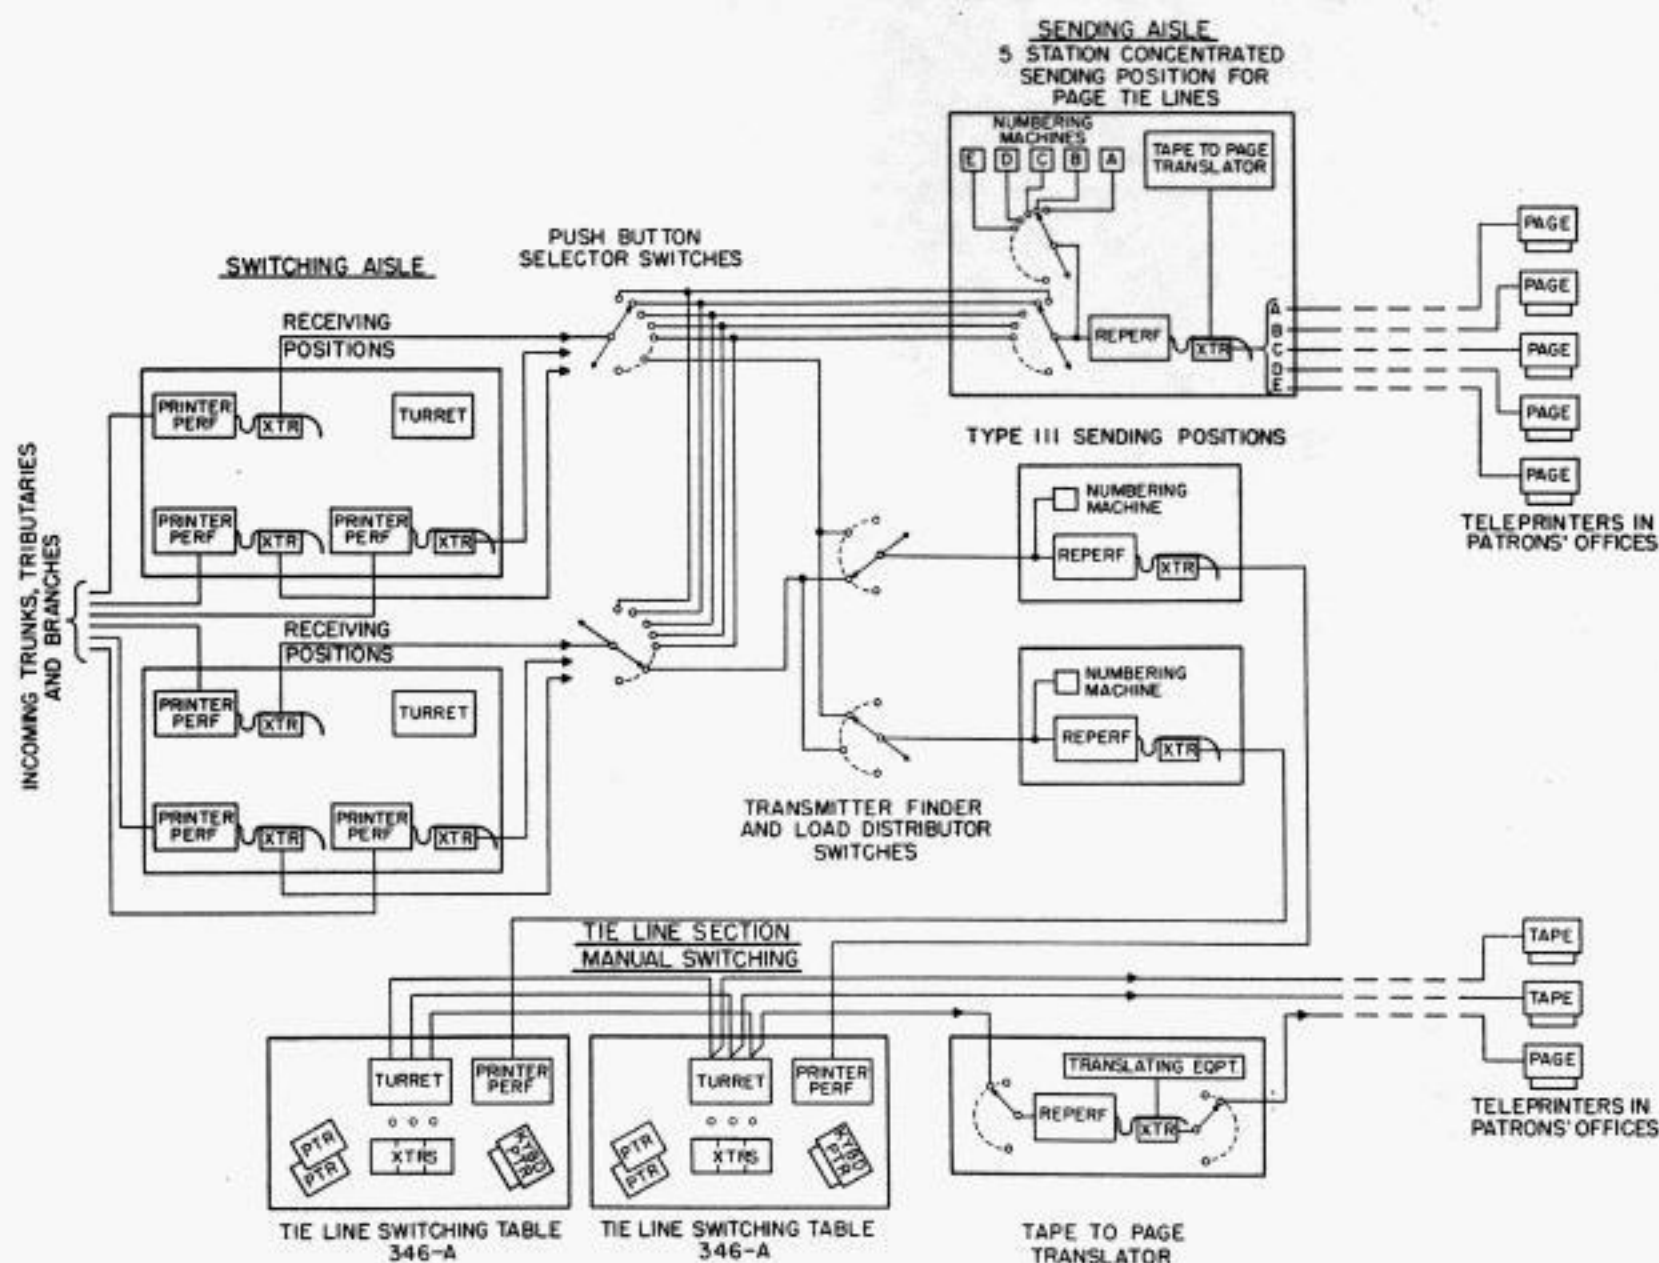 SENDING AISLE
5 STATION CONCENTRATED
SENDING POSITION FOR
PAGE TIE LINES
NUMBERING
MACHINES
E D C B A
TAPE TO PAGE
TRANSLATOR
REPERF
XTR
A
B
C
D
E
PAGE
PAGE
PAGE
PAGE
PAGE
TELEPRINTERS IN
PATRONS' OFFICES
PUSH BUTTON
SELECTOR SWITCHES
SWITCHING AISLE
RECEIVING
POSITIONS
PRINTER
PERF
XTR
TURRET
PRINTER
PERF
XTR
PRINTER
PERF
XTR
INCOMING TRUNKS, TRIBUTARIES
AND BRANCHES
RECEIVING
POSITIONS
PRINTER
PERF
XTR
TURRET
PRINTER
PERF
XTR
PRINTER
PERF
XTR
TYPE III SENDING POSITIONS
NUMBERING
MACHINE
REPERF
XTR
NUMBERING
MACHINE
REPERF
XTR
TRANSMITTER FINDER
AND LOAD DISTRIBUTOR
SWITCHES
TIE LINE SECTION
MANUAL SWITCHING
TURRET
PRINTER
PERF
PTR
PTR
XTRS
KYBD
PTR
TIE LINE SWITCHING TABLE
346-A
TURRET
PRINTER
PERF
PTR
PTR
XTRS
KYBD
PTR
TIE LINE SWITCHING TABLE
346-A
TRANSLATING EQPT.
REPERF
XTR
TAPE TO PAGE
TRANSLATOR
TAPE
TAPE
PAGE
TELEPRINTERS IN
PATRONS' OFFICES